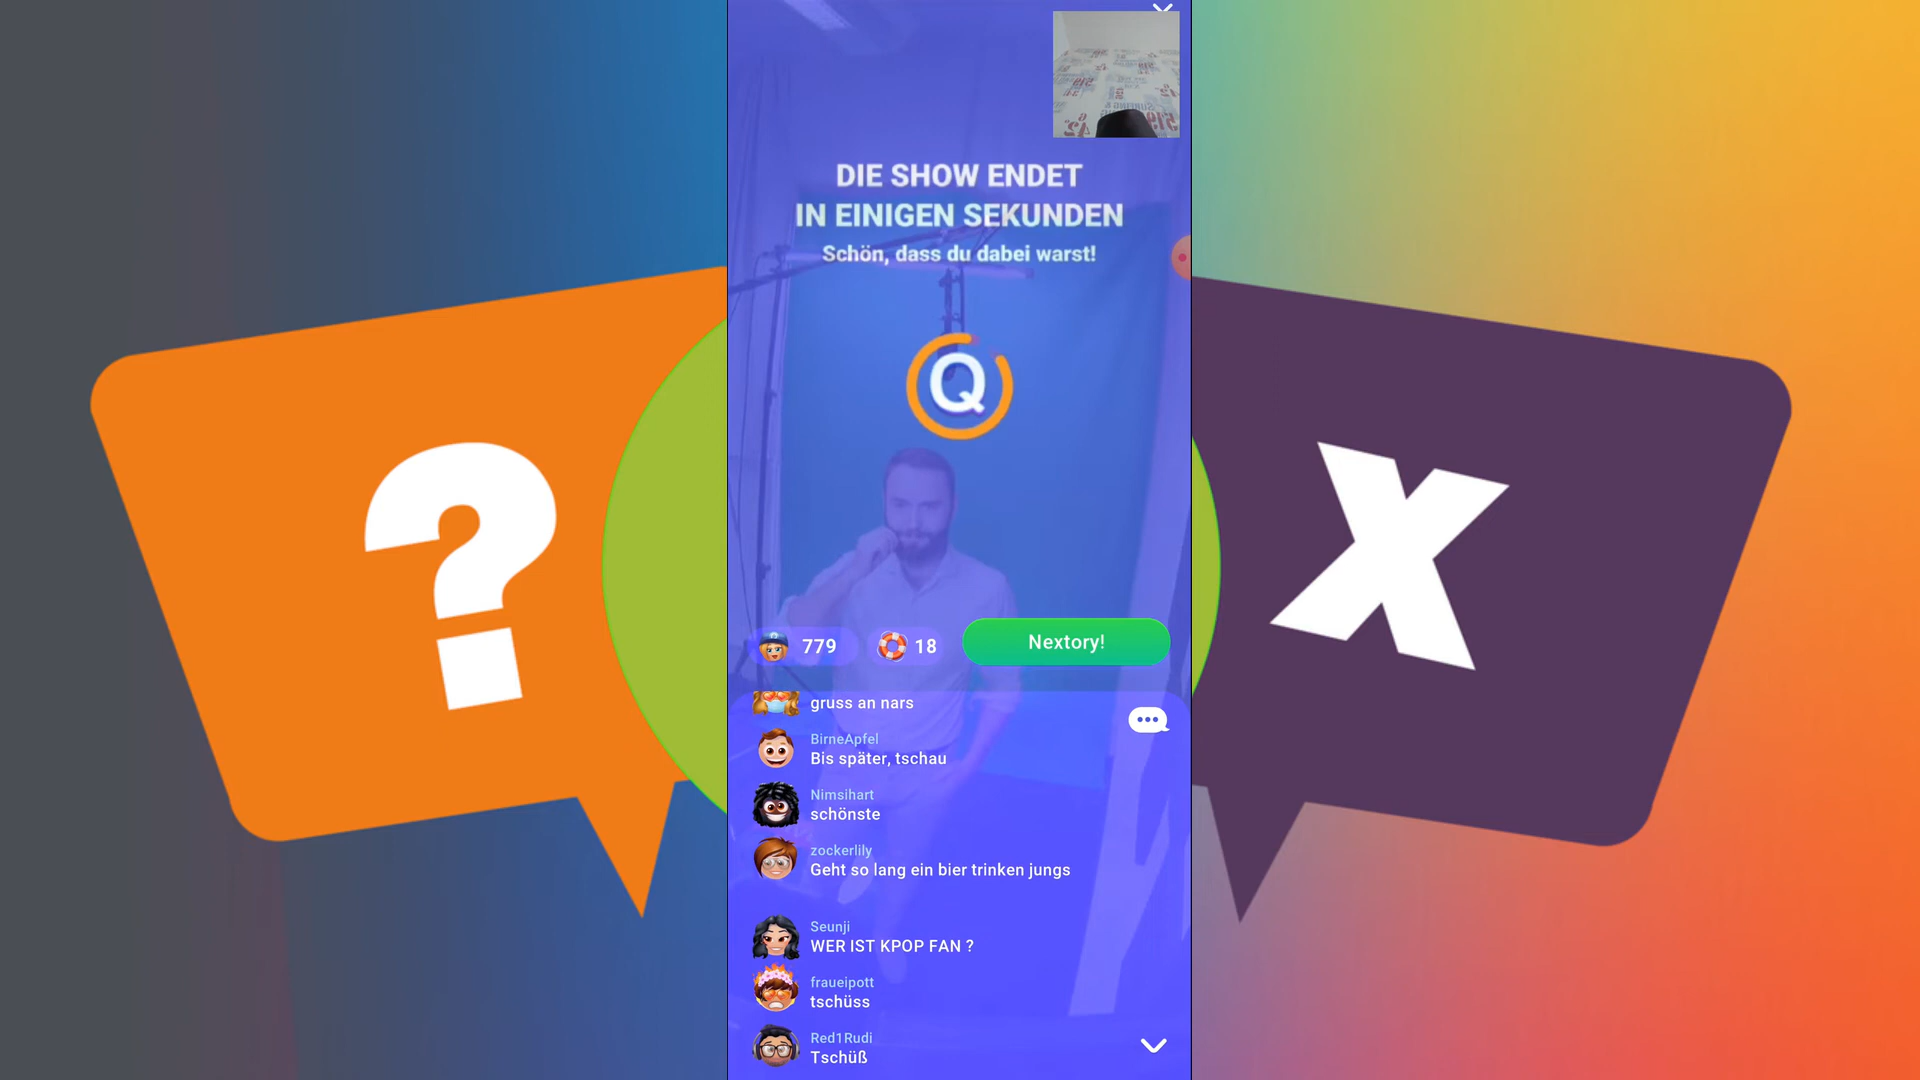 DIE SHOW ENDET
IN EINIGEN SEKUNDEN
Schön, dass du dabei warst!
Q
?
X
779
18
Nextory!
gruss an nars
BirneApfel
Bis später, tschau
Nimsihart
schönste
zockerlily
Geht so lang ein bier trinken jungs
Seunji
WER IST KPOP FAN ?
fraueipott
tschüss
Red1Rudi
Tschüß